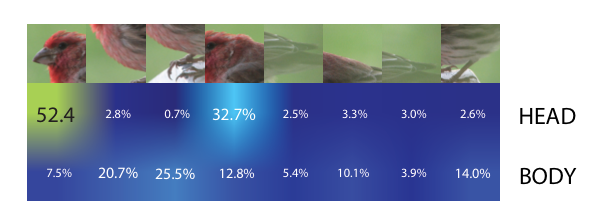 52.4 2.8% 0.7% 32.7% 2.5% 3.3% 3.0% 2.6% HEAD
7.5% 20.7% 25.5% 12.8% 5.4% 10.1% 3.9% 14.0% BODY